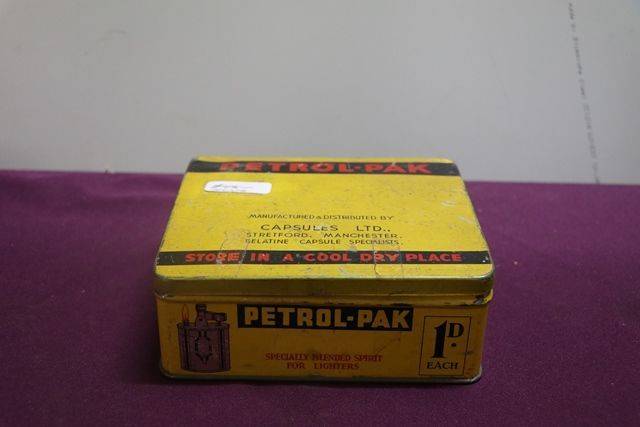 PETROL-PAK
MANUFACTURED & DISTRIBUTED BY
CAPSULES LTD.,
STRETFORD, MANCHESTER.
GELATINE CAPSULE SPECIALISTS.
STORE IN A COOL DRY PLACE
PETROL-PAK
SPECIALLY BLENDED SPIRIT
FOR LIGHTERS
1D.
EACH